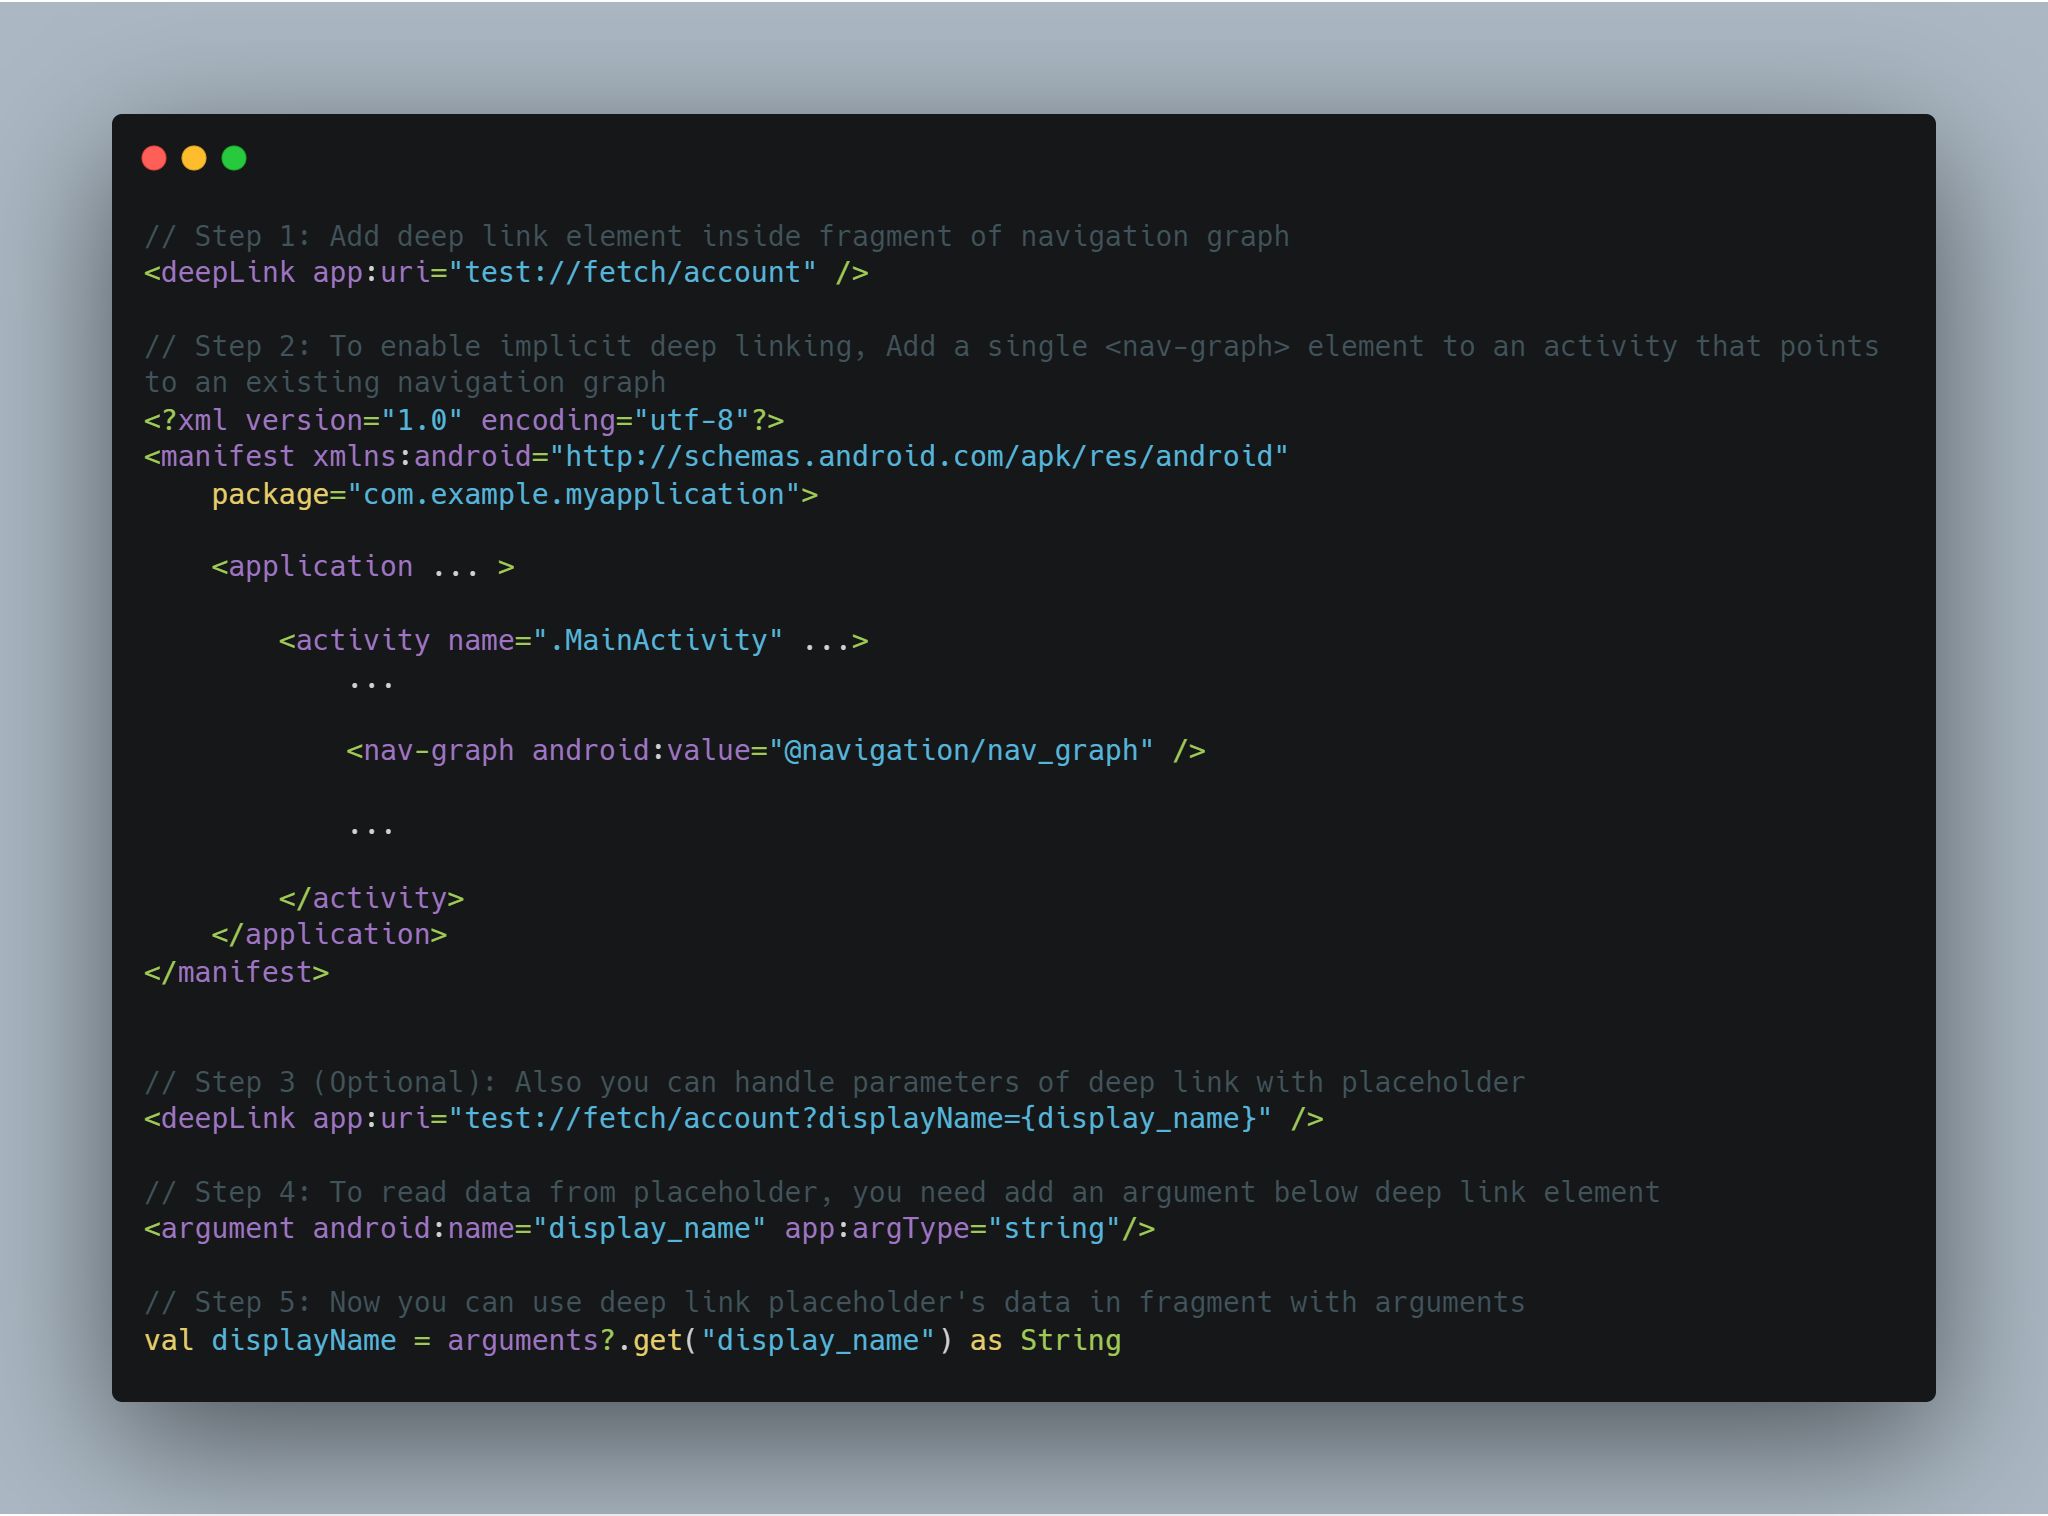 // Step 1: Add deep link element inside fragment of navigation graph
<deepLink app:uri="test://fetch/account" />
// Step 2: To enable implicit deep linking, Add a single <nav-graph> element to an activity that points
to an existing navigation graph
<?xml version="1.0" encoding="utf-8"?>
<manifest xmlns:android="http://schemas.android.com/apk/res/android"
    package="com.example.myapplication">
    <application ... >
        <activity name=".MainActivity" ...>
            ...
            <nav-graph android:value="@navigation/nav_graph" />
            ...
        </activity>
    </application>
</manifest>
// Step 3 (Optional): Also you can handle parameters of deep link with placeholder
<deepLink app:uri="test://fetch/account?displayName={display_name}" />
// Step 4: To read data from placeholder, you need add an argument below deep link element
<argument android:name="display_name" app:argType="string"/>
// Step 5: Now you can use deep link placeholder's data in fragment with arguments
val displayName = arguments?.get("display_name") as String